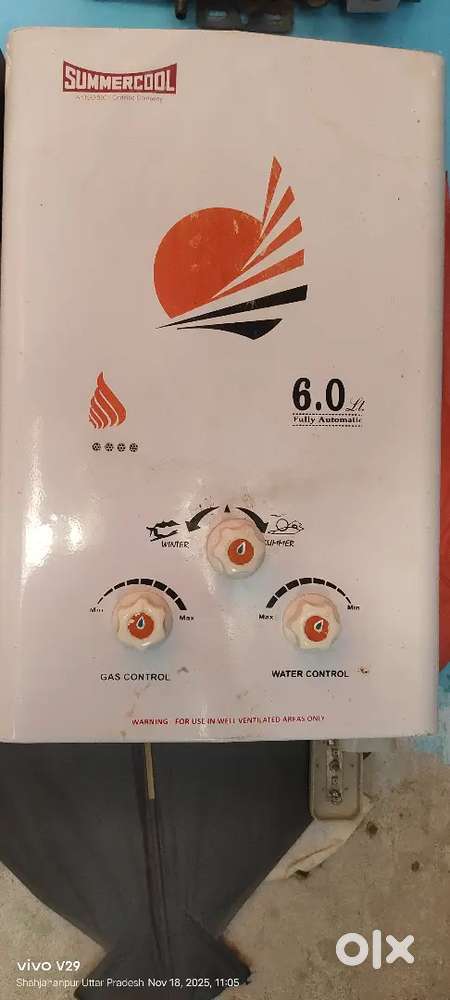 SUMMERCOOL
6.0 Lt.
Fully Automatic
WINTER
SUMMER
Min
Max
Max
Min
GAS CONTROL
WATER CONTROL
WARNING FOR USE IN WELL VENTILATED AREAS ONLY
vivo V29
Shahjahanpur Uttar Pradesh Nov 18, 2025, 11:05
olx